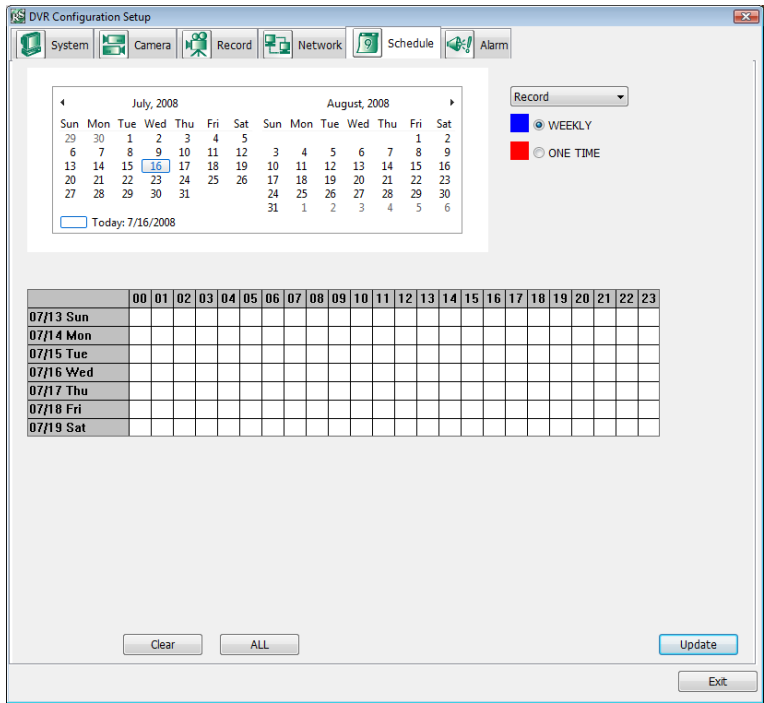 DVR Configuration Setup
System Camera Record Network Schedule Alarm
July, 2008 August, 2008
Sun Mon Tue Wed Thu Fri Sat Sun Mon Tue Wed Thu Fri Sat
29 30 1 2 3 4 5 1 2
6 7 8 9 10 11 12 3 4 5 6 7 8 9
13 14 15 16 17 18 19 10 11 12 13 14 15 16
20 21 22 23 24 25 26 17 18 19 20 21 22 23
27 28 29 30 31 24 25 26 27 28 29 30
31 1 2 3 4 5 6
Today: 7/16/2008
Record
WEEKLY
ONE TIME
00 01 02 03 04 05 06 07 08 09 10 11 12 13 14 15 16 17 18 19 20 21 22 23
07/13 Sun
07/14 Mon
07/15 Tue
07/16 Wed
07/17 Thu
07/18 Fri
07/19 Sat
Clear ALL Update
Exit